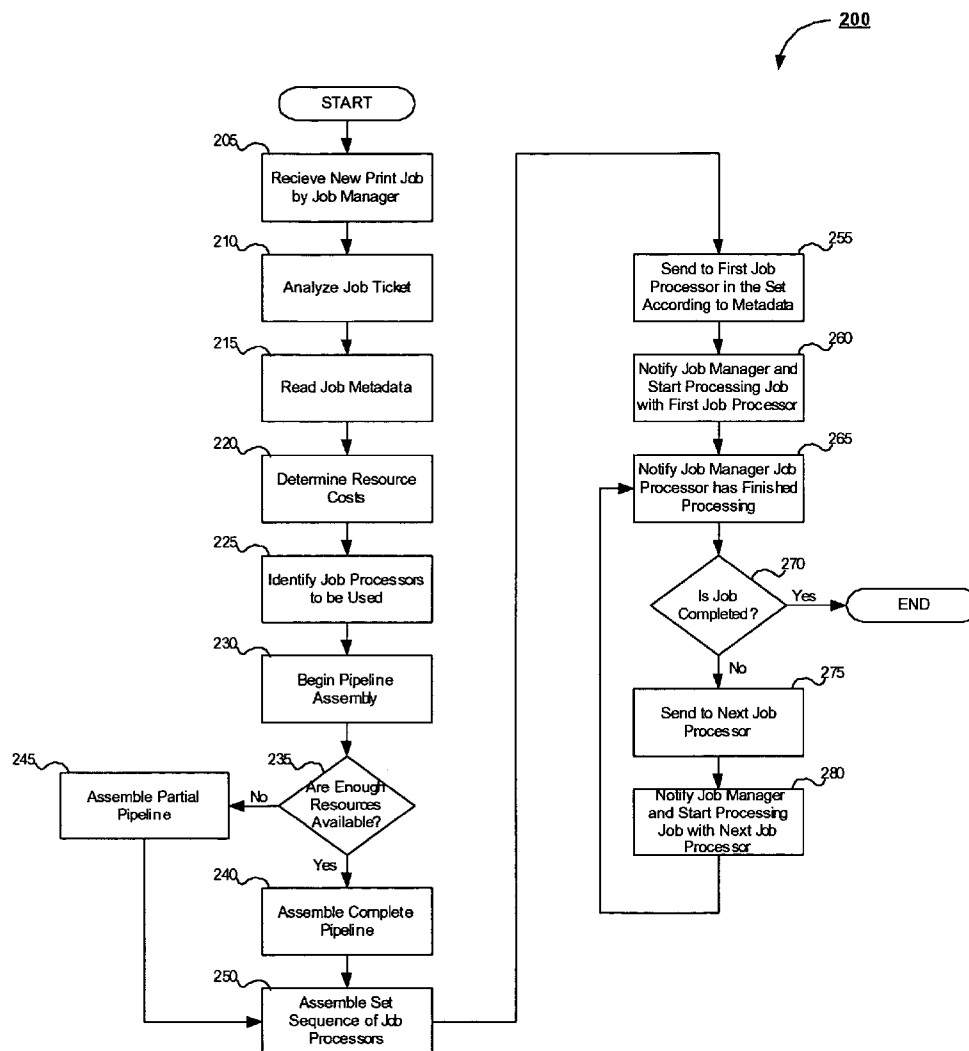 200
START
205
Recieve New Print Job
by Job Manager
210
Analyze Job Ticket
215
Read Job Metadata
220
Determine Resource
Costs
225
Identify Job Processors
to be Used
230
Begin Pipeline
Assembly
235
Are Enough
Resources
Available?
No
Yes
245
Assemble Partial
Pipeline
240
Assemble Complete
Pipeline
250
Assemble Set
Sequence of Job
Processors
255
Send to First Job
Processor in the Set
According to Metadata
260
Notify Job Manager and
Start Processing Job
with First Job Processor
265
Notify Job Manager Job
Processor has Finished
Processing
270
Is Job
Completed?
Yes
END
No
275
Send to Next Job
Processor
280
Notify Job Manager
and Start Processing
Job with Next Job
Processor